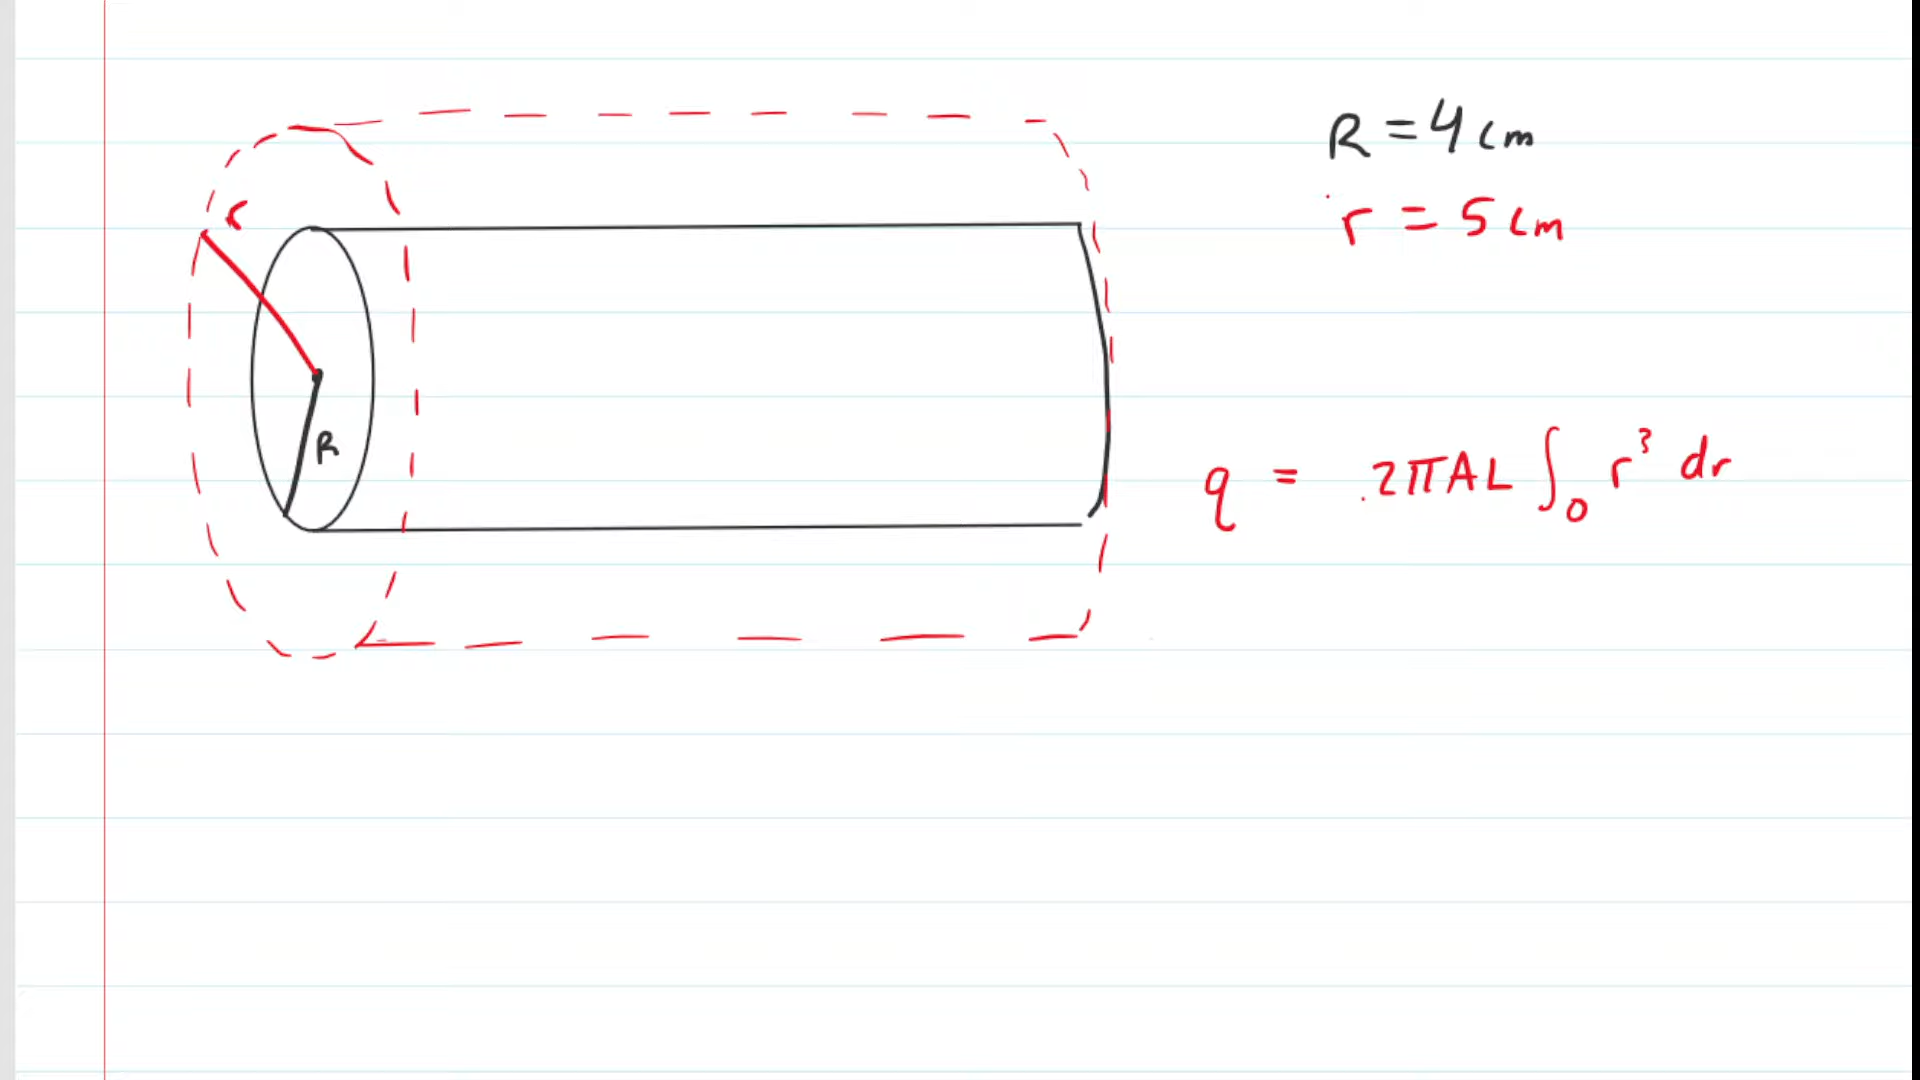 R = 4 cm
r = 5 cm
r
R
q = 2πAL ∫₀ r³ dr